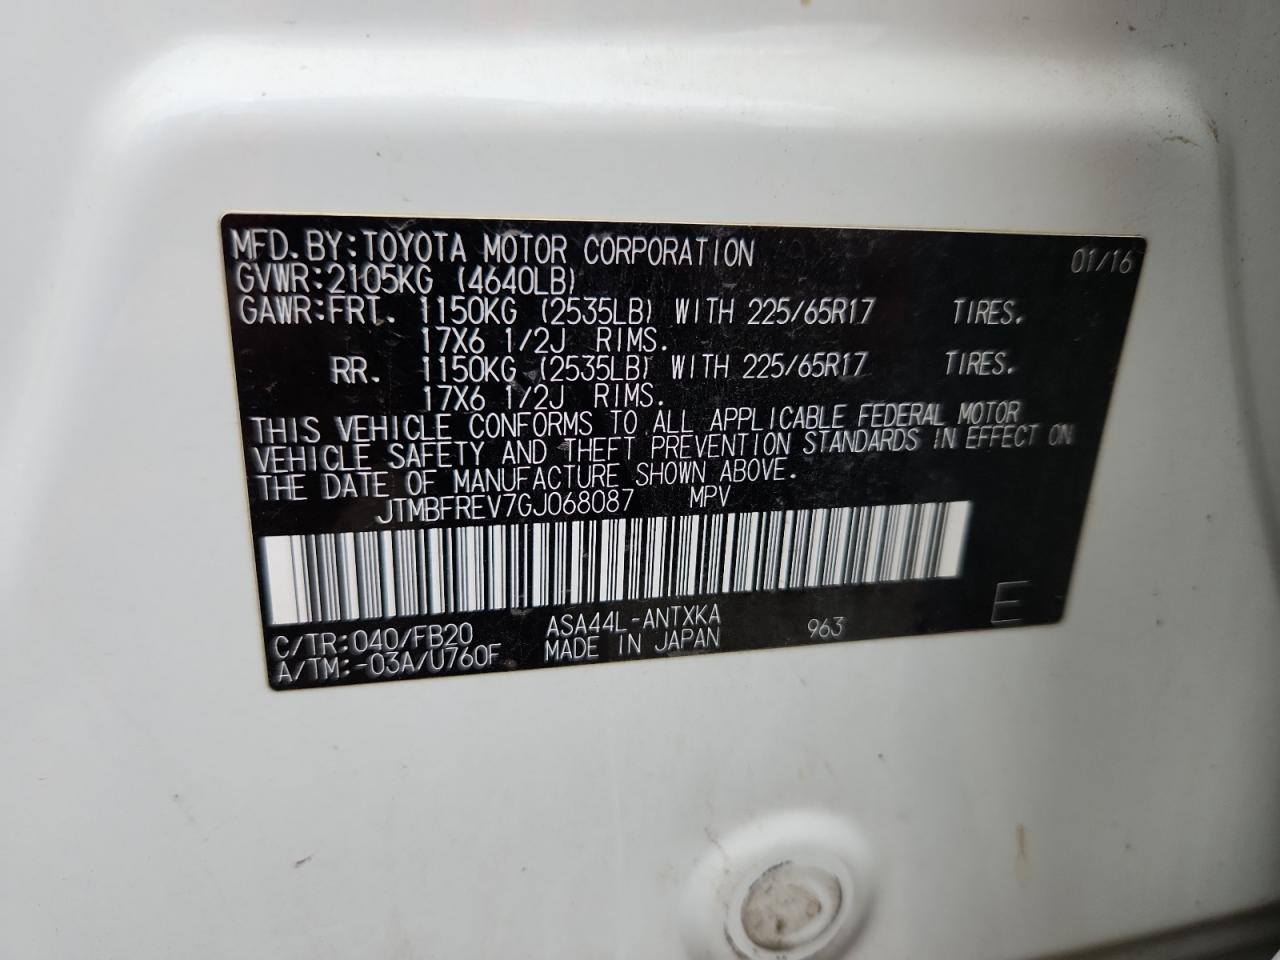 MFD. BY: TOYOTA MOTOR CORPORATION 01/16
GVWR: 2105KG (4640LB)
GAWR: FRT. 1150KG (2535LB) WITH 225/65R17 TIRES.
17X6 1/2J RIMS.
RR. 1150KG (2535LB) WITH 225/65R17 TIRES.
17X6 1/2J RIMS.
THIS VEHICLE CONFORMS TO ALL APPLICABLE FEDERAL MOTOR
VEHICLE SAFETY AND THEFT PREVENTION STANDARDS IN EFFECT ON
THE DATE OF MANUFACTURE SHOWN ABOVE.
JTMBFREV7GJ068087 MPV
C/TR: 040/FB20 ASA44L-ANTXKA 963 E
A/TM: -03A/U760F MADE IN JAPAN